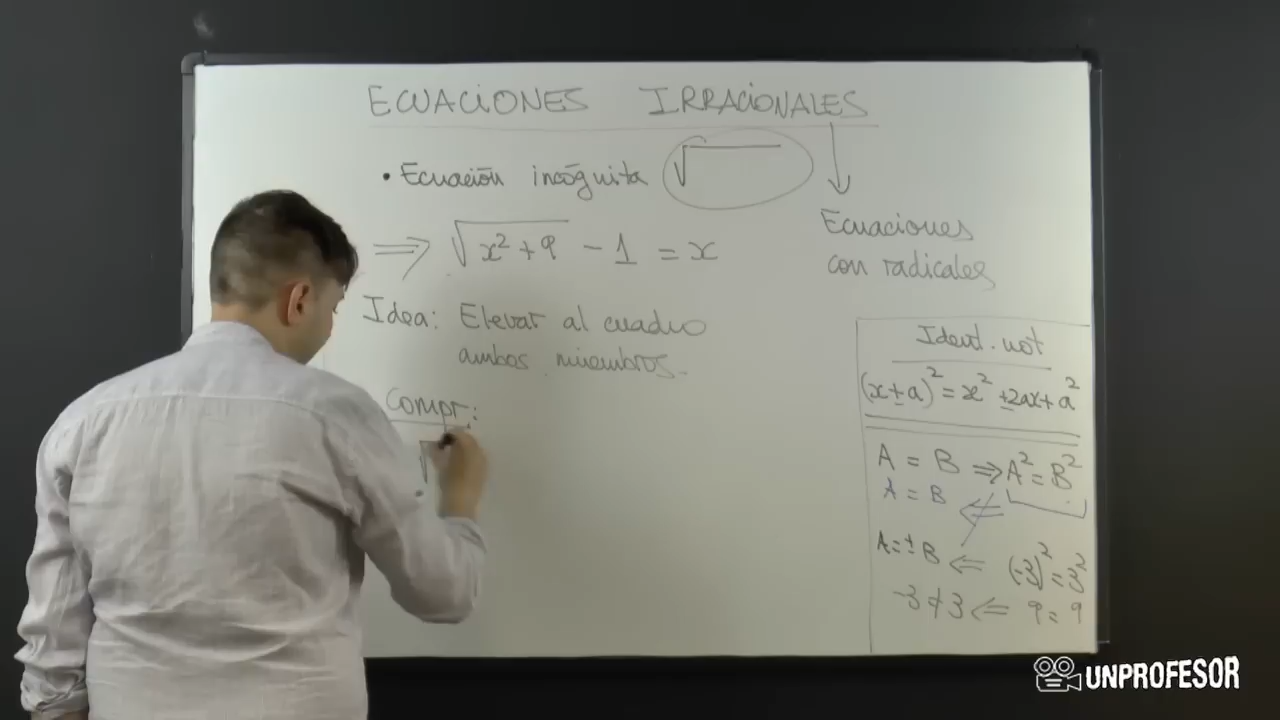 ECUACIONES IRRACIONALES
• Ecuación incógnita √
⇒ √x²+9 - 1 = x
Idea: Elevar al cuadro
ambos miembros.
Compr:
√
Ecuaciones
con radicales
Ident. not
(x±a)² = x² ±2ax+a²
A = B ⇒ A² = B²
A = B ⇐
A = ± B ⇐ (-3)² = 3²
-3 ≠ 3 ⇐ 9 = 9
UNPROFESOR